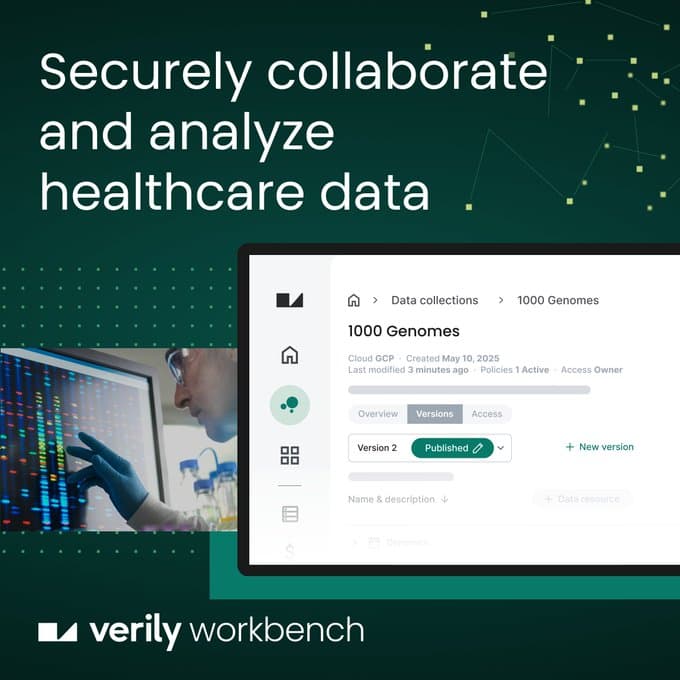 Securely collaborate
and analyze
healthcare data
Data collections > 1000 Genomes
1000 Genomes
Cloud GCP · Created May 10, 2025
Last modified 3 minutes ago · Policies 1 Active · Access Owner
Overview Versions Access
Version 2 Published + New version
Name & description ↓ + Data resource
Genomes
verily workbench